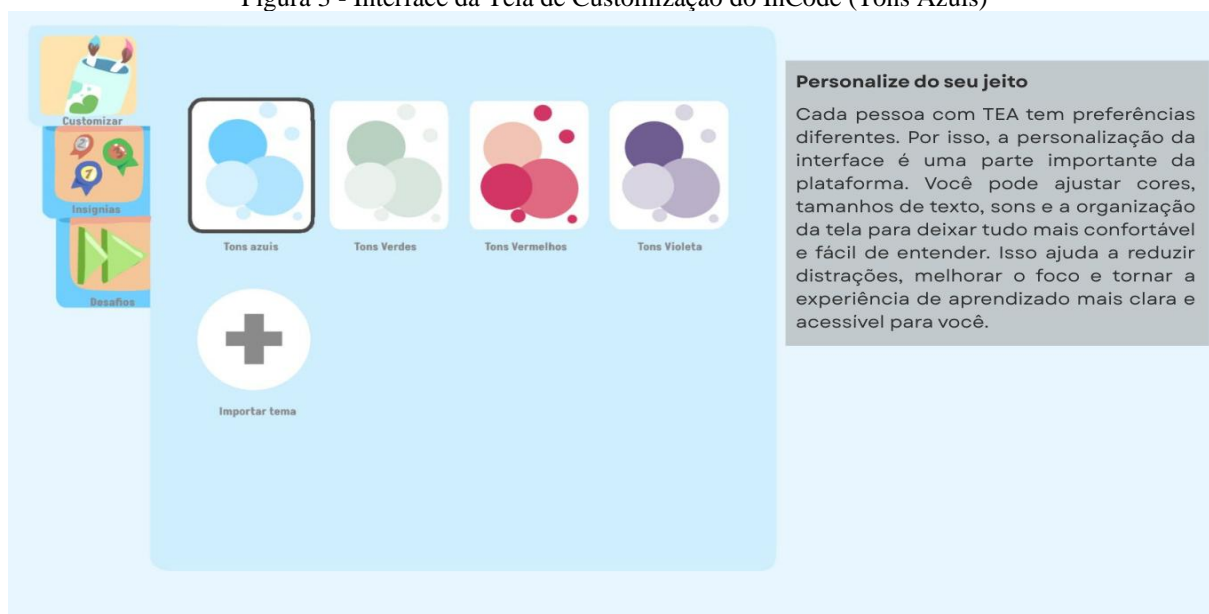 Figura 3 - Interface da Tela de Customização do InCode (Tons Azuis)
Customizar
Insignias
Desafios
Tons azuis
Tons Verdes
Tons Vermelhos
Tons Violeta
Importar tema
Personalize do seu jeito
Cada pessoa com TEA tem preferências
diferentes. Por isso, a personalização da
interface é uma parte importante da
plataforma. Você pode ajustar cores,
tamanhos de texto, sons e a organização
da tela para deixar tudo mais confortável
e fácil de entender. Isso ajuda a reduzir
distrações, melhorar o foco e tornar a
experiência de aprendizado mais clara e
acessível para você.